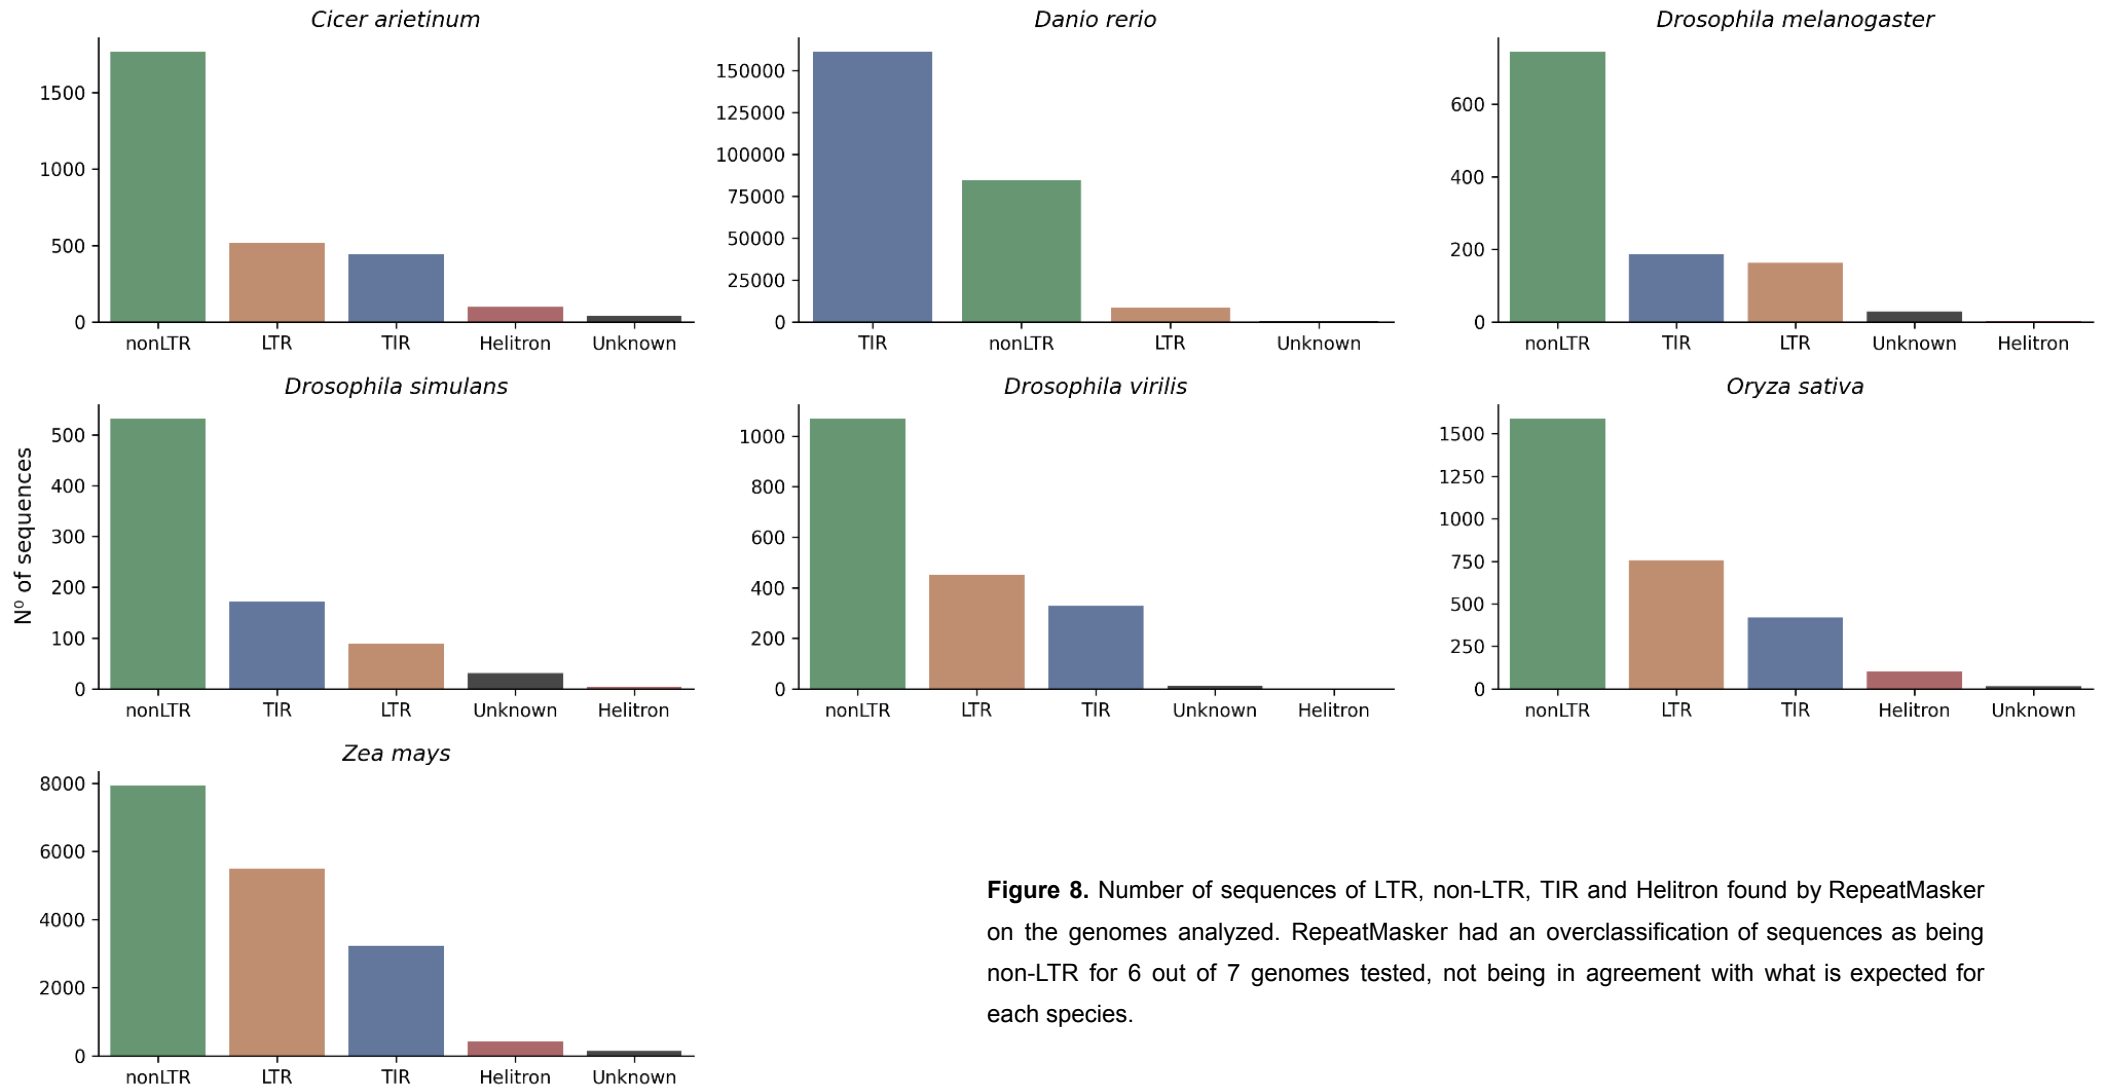 Cicer arietinum
1500
1000
500
0
nonLTR LTR TIR Helitron Unknown
Danio rerio
150000
125000
100000
75000
50000
25000
0
TIR nonLTR LTR Unknown
Drosophila melanogaster
600
400
200
0
nonLTR TIR LTR Unknown Helitron
Nº of sequences
Drosophila simulans
500
400
300
200
100
0
nonLTR TIR LTR Unknown Helitron
Drosophila virilis
1000
800
600
400
200
0
nonLTR LTR TIR Unknown Helitron
Oryza sativa
1500
1250
1000
750
500
250
0
nonLTR LTR TIR Helitron Unknown
Zea mays
8000
6000
4000
2000
0
nonLTR LTR TIR Helitron Unknown
Figure 8. Number of sequences of LTR, non-LTR, TIR and Helitron found by RepeatMasker
on the genomes analyzed. RepeatMasker had an overclassification of sequences as being
non-LTR for 6 out of 7 genomes tested, not being in agreement with what is expected for
each species.